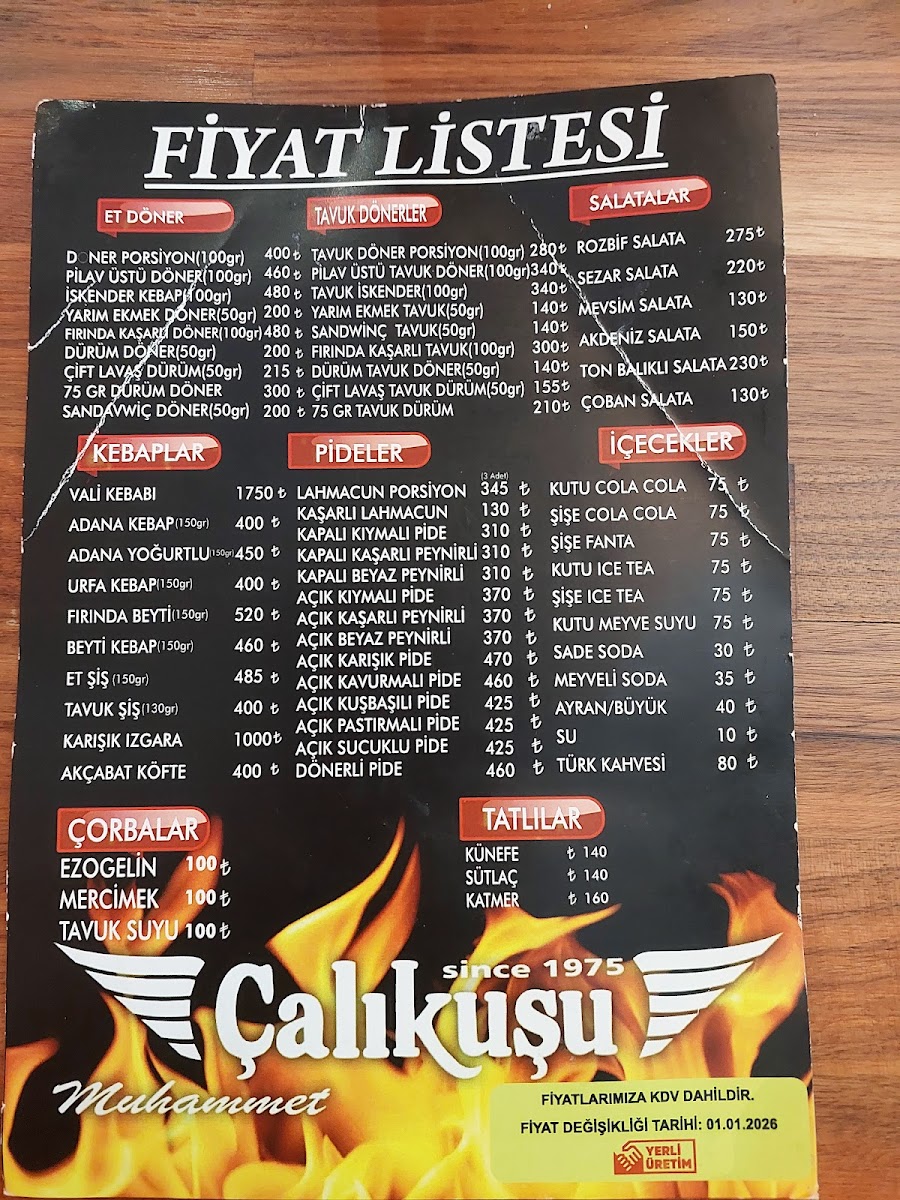 FİYAT LİSTESİ
ET DÖNER
DÖNER PORSİYON(100gr) 400 ₺
PİLAV ÜSTÜ DÖNER(100gr) 460 ₺
İSKENDER KEBAP(100gr) 480 ₺
YARIM EKMEK DÖNER(50gr) 200 ₺
FIRINDA KAŞARLI DÖNER(100gr) 480 ₺
DÜRÜM DÖNER(50gr) 200 ₺
ÇİFT LAVAŞ DÜRÜM(50gr) 215 ₺
75 GR DÜRÜM DÖNER 300 ₺
SANDAVWİÇ DÖNER(50gr) 200 ₺
TAVUK DÖNERLER
TAVUK DÖNER PORSİYON(100gr) 280₺
PİLAV ÜSTÜ TAVUK DÖNER(100gr) 340₺
TAVUK İSKENDER(100gr) 340₺
YARIM EKMEK TAVUK(50gr) 140₺
SANDWİNÇ TAVUK(50gr) 140₺
FIRINDA KAŞARLI TAVUK(100gr) 300₺
DÜRÜM TAVUK DÖNER(50gr) 140₺
ÇİFT LAVAŞ TAVUK DÜRÜM(50gr) 155₺
75 GR TAVUK DÜRÜM 210₺
SALATALAR
ROZBİF SALATA 275₺
SEZAR SALATA 220₺
MEVSİM SALATA 130₺
AKDENİZ SALATA 150₺
TON BALIKLI SALATA 230₺
ÇOBAN SALATA 130₺
KEBAPLAR
VALİ KEBABI 1750 ₺
ADANA KEBAP(150gr) 400 ₺
ADANA YOĞURTLU(150gr) 450 ₺
URFA KEBAP(150gr) 400 ₺
FIRINDA BEYTİ(150gr) 520 ₺
BEYTİ KEBAP(150gr) 460 ₺
ET ŞİŞ (150gr) 485 ₺
TAVUK ŞİŞ(130gr) 400 ₺
KARIŞIK IZGARA 1000₺
AKÇABAT KÖFTE 400 ₺
PİDELER
(3 Adet)
LAHMACUN PORSİYON 345 ₺
KAŞARLI LAHMACUN 130 ₺
KAPALI KIYMALI PİDE 310 ₺
KAPALI KAŞARLI PEYNİRLİ 310 ₺
KAPALI BEYAZ PEYNİRLİ 310 ₺
AÇIK KIYMALI PİDE 370 ₺
AÇIK KAŞARLI PEYNİRLİ 370 ₺
AÇIK BEYAZ PEYNİRLİ 370 ₺
AÇIK KARIŞIK PİDE 470 ₺
AÇIK KAVURMALI PİDE 460 ₺
AÇIK KUŞBAŞILI PİDE 425 ₺
AÇIK PASTIRMALI PİDE 425 ₺
AÇIK SUCUKLU PİDE 425 ₺
DÖNERLİ PİDE 460 ₺
İÇECEKLER
KUTU COLA COLA 75 ₺
ŞİŞE COLA COLA 75 ₺
ŞİŞE FANTA 75 ₺
KUTU ICE TEA 75 ₺
ŞİŞE ICE TEA 75 ₺
KUTU MEYVE SUYU 75 ₺
SADE SODA 30 ₺
MEYVELİ SODA 35 ₺
AYRAN/BÜYÜK 40 ₺
SU 10 ₺
TÜRK KAHVESİ 80 ₺
ÇORBALAR
EZOGELİN 100₺
MERCİMEK 100₺
TAVUK SUYU 100₺
TATLILAR
KÜNEFE ₺ 140
SÜTLAÇ ₺ 140
KATMER ₺ 160
since 1975
Çalıkuşu
Muhammet
FİYATLARIMIZA KDV DAHİLDİR.
FİYAT DEĞİŞİKLİĞİ TARİHİ: 01.01.2026
YERLİ
ÜRETİM